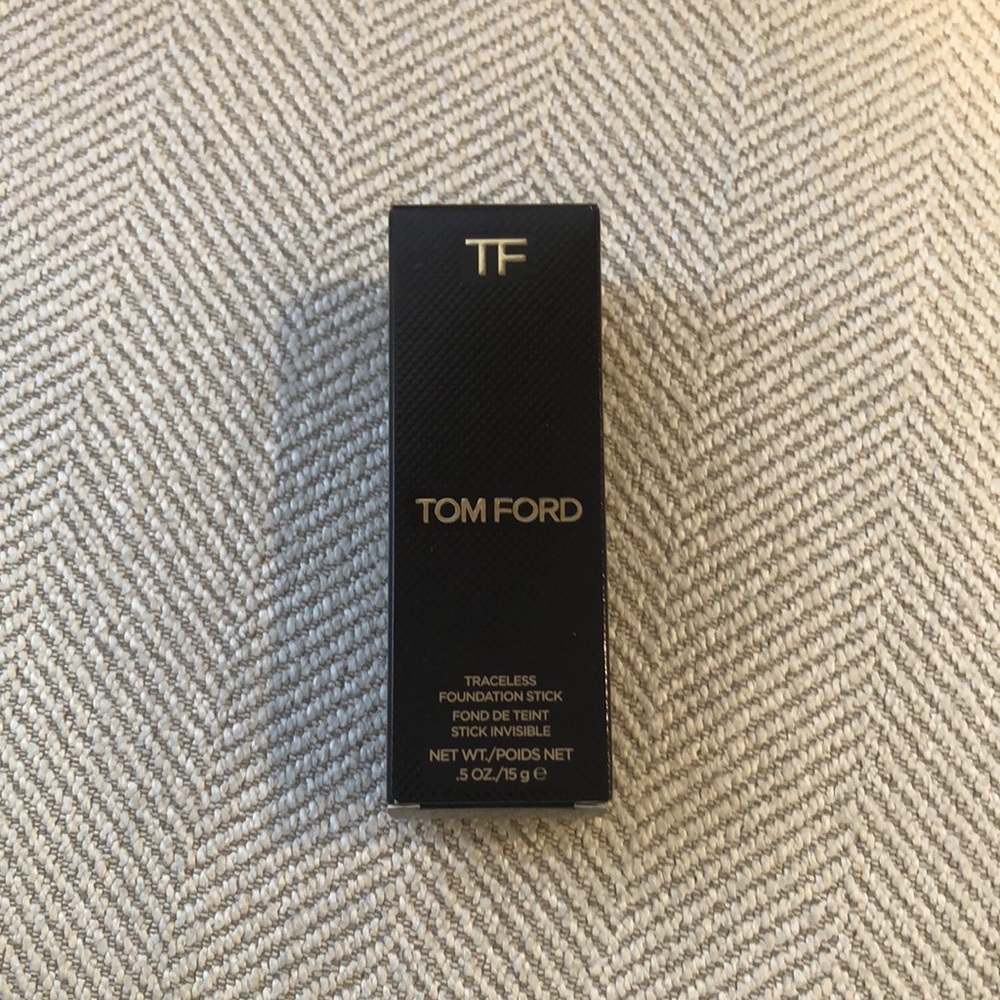 TF
TOM FORD
TRACELESS
FOUNDATION STICK
FOND DE TEINT
STICK INVISIBLE
NET WT./POIDS NET
.5 OZ./15 g ℮